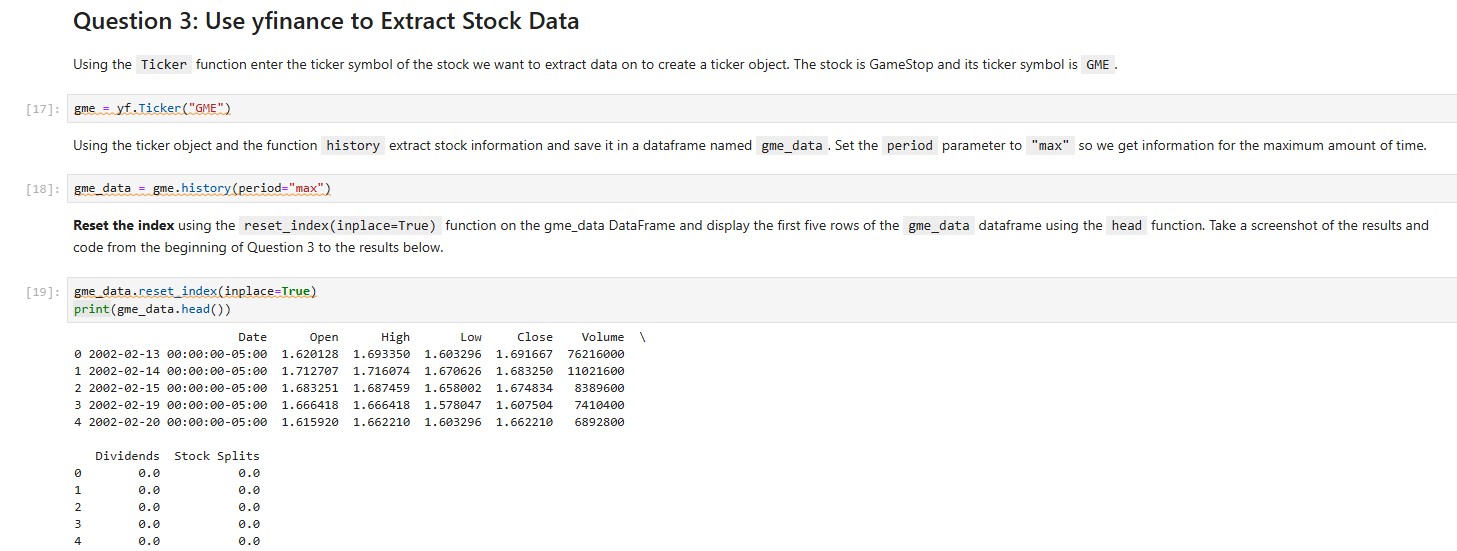 Question 3: Use yfinance to Extract Stock Data
Using the Ticker function enter the ticker symbol of the stock we want to extract data on to create a ticker object. The stock is GameStop and its ticker symbol is GME .
[17]: gme = yf.Ticker("GME")
Using the ticker object and the function history extract stock information and save it in a dataframe named gme_data . Set the period parameter to "max" so we get information for the maximum amount of time.
[18]: gme_data = gme.history(period="max")
Reset the index using the reset_index(inplace=True) function on the gme_data DataFrame and display the first five rows of the gme_data dataframe using the head function. Take a screenshot of the results and
code from the beginning of Question 3 to the results below.
[19]: gme_data.reset_index(inplace=True)
print(gme_data.head())
Date Open High Low Close Volume \
0 2002-02-13 00:00:00-05:00 1.620128 1.693350 1.603296 1.691667 76216000
1 2002-02-14 00:00:00-05:00 1.712707 1.716074 1.670626 1.683250 11021600
2 2002-02-15 00:00:00-05:00 1.683251 1.687459 1.658002 1.674834 8389600
3 2002-02-19 00:00:00-05:00 1.666418 1.666418 1.578047 1.607504 7410400
4 2002-02-20 00:00:00-05:00 1.615920 1.662210 1.603296 1.662210 6892800
Dividends Stock Splits
0 0.0 0.0
1 0.0 0.0
2 0.0 0.0
3 0.0 0.0
4 0.0 0.0